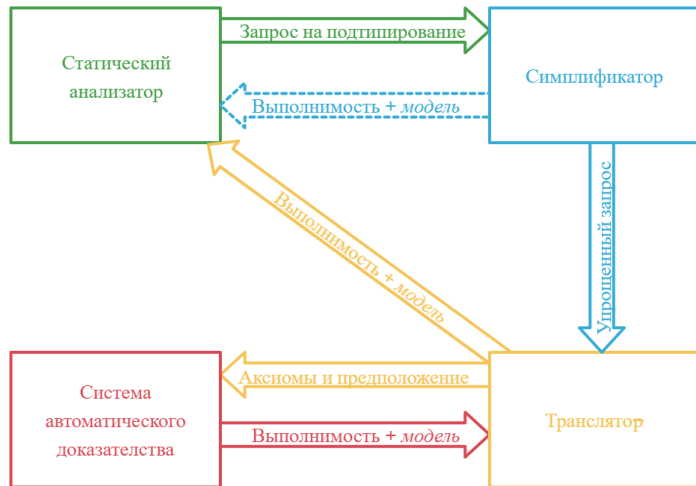 Запрос на подтипирование
Статический
анализатор
Симплификатор
Выполнимость + модель
Упрощенный запрос
Выполнимость + модель
Аксиомы и предположение
Система
автоматического
доказателства
Транслятор
Выполнимость + модель